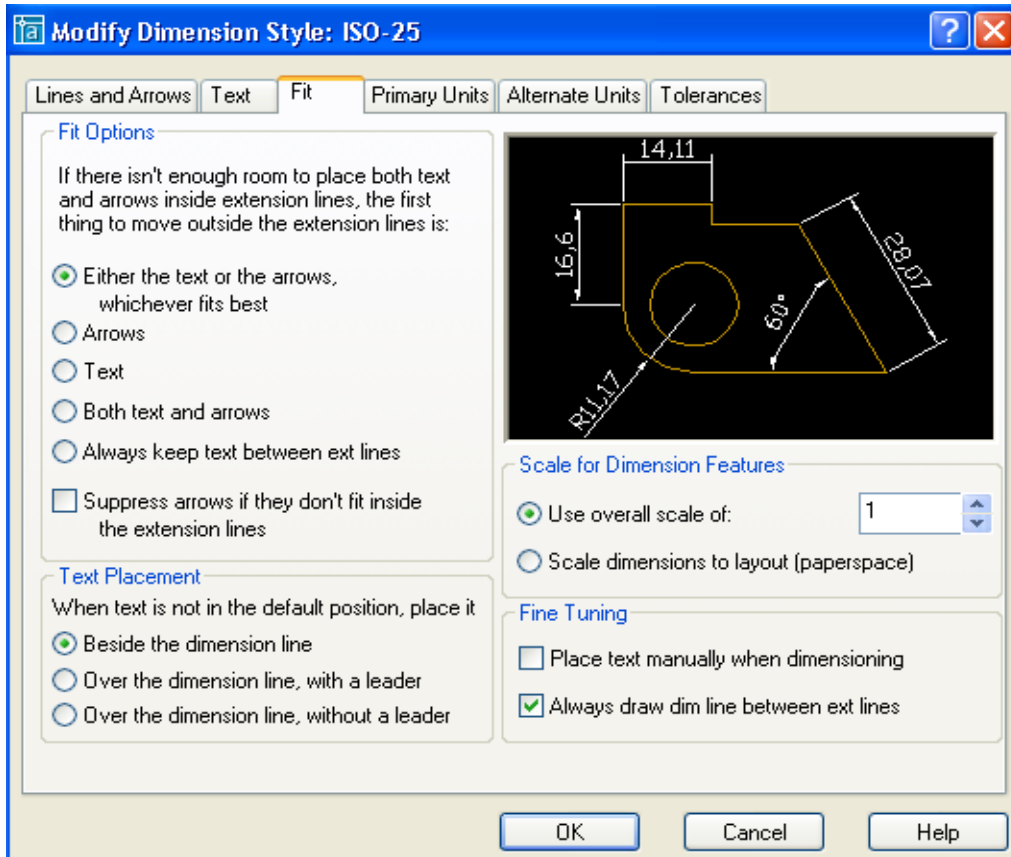 Modify Dimension Style: ISO-25
Lines and Arrows
Text
Fit
Primary Units
Alternate Units
Tolerances
Fit Options
If there isn't enough room to place both text
and arrows inside extension lines, the first
thing to move outside the extension lines is:
Either the text or the arrows,
whichever fits best
Arrows
Text
Both text and arrows
Always keep text between ext lines
Suppress arrows if they don't fit inside
the extension lines
Text Placement
When text is not in the default position, place it
Beside the dimension line
Over the dimension line, with a leader
Over the dimension line, without a leader
14,11
16,6
28,07
60°
R11,17
Scale for Dimension Features
Use overall scale of:
1
Scale dimensions to layout (paperspace)
Fine Tuning
Place text manually when dimensioning
Always draw dim line between ext lines
OK
Cancel
Help